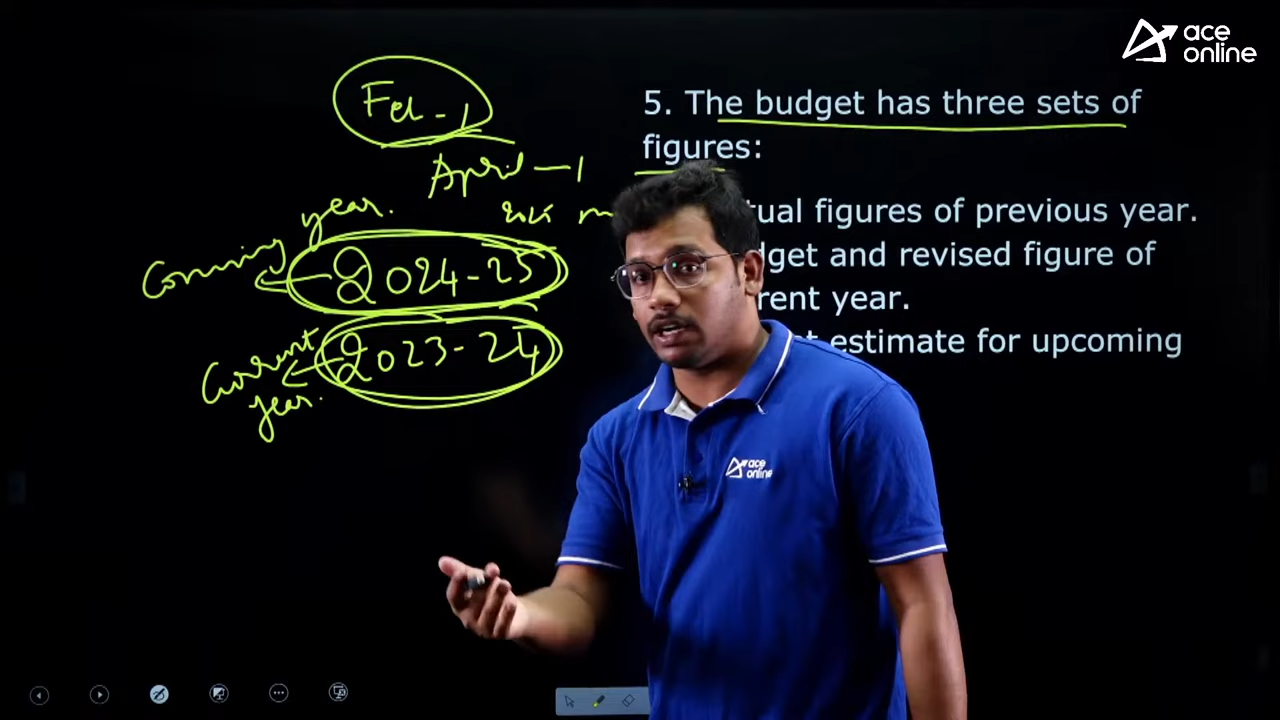 ace
online
Feb - 1
5. The budget has three sets of
figures:
April - 1
year.
tual figures of previous year.
Coming
2024-25
dget and revised figure of
rent year.
Current
2023-24
estimate for upcoming
year.
ace
online